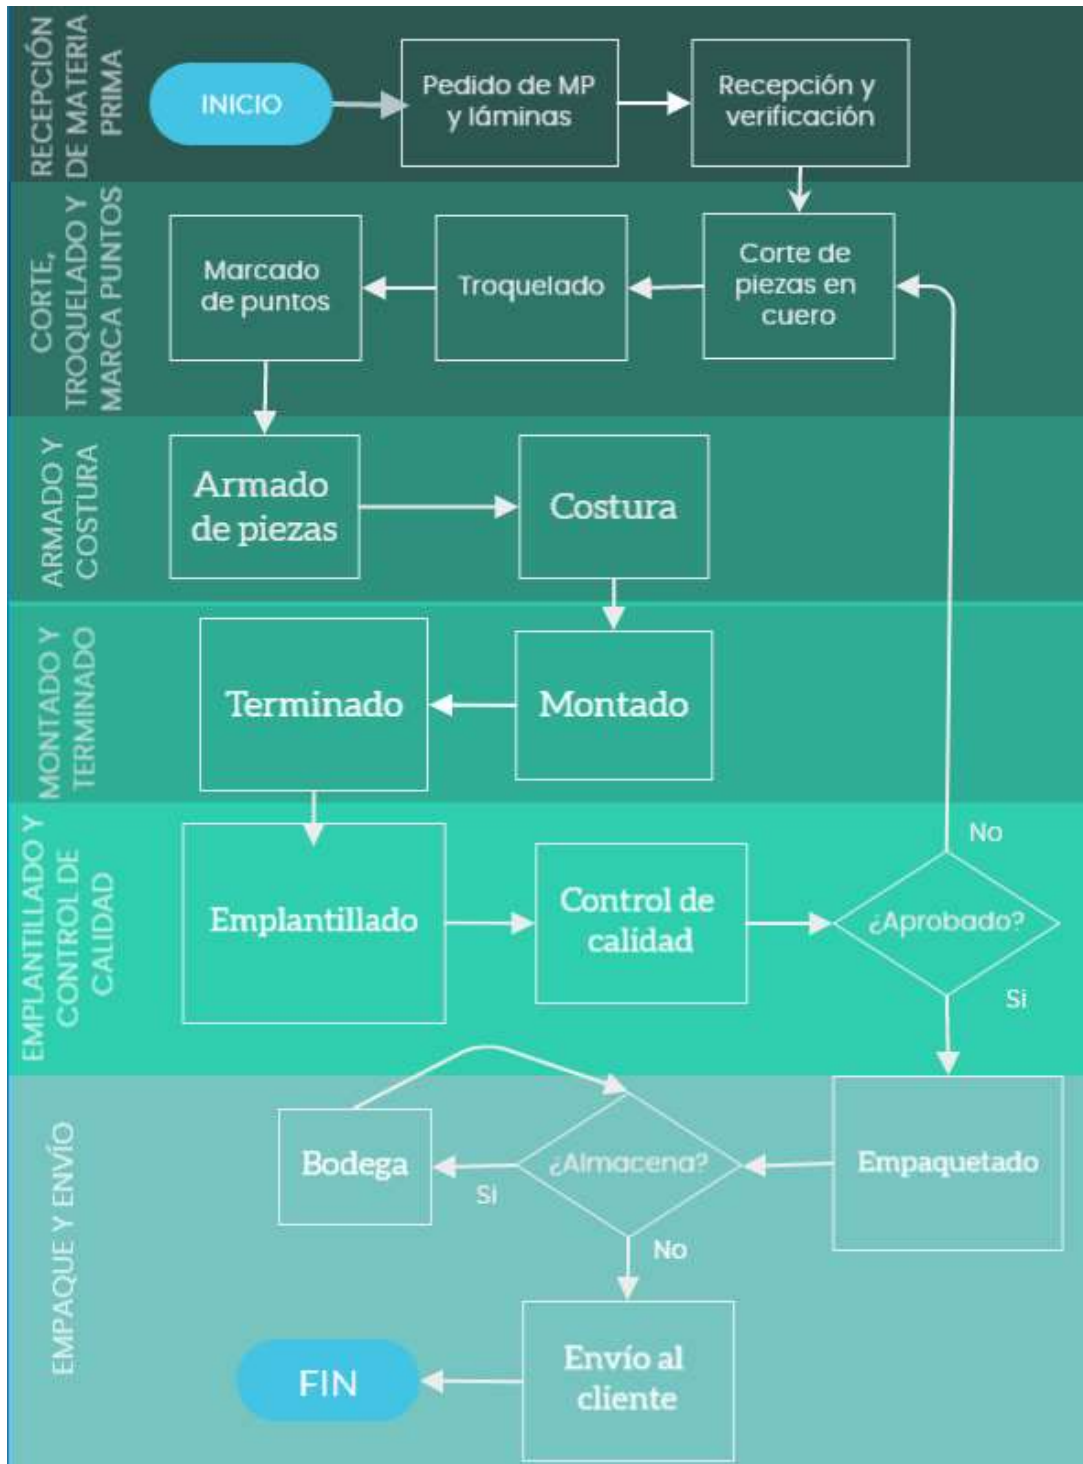 RECEPCIÓN
DE MATERIA
PRIMA
INICIO
Pedido de MP
y láminas
Recepción y
verificación
CORTE,
TROQUELADO Y
MARCA PUNTOS
Marcado
de puntos
Troquelado
Corte de
piezas en
cuero
ARMADO Y
COSTURA
Armado
de piezas
Costura
MONTADO Y
TERMINADO
Terminado
Montado
EMPLANTILLADO Y
CONTROL DE
CALIDAD
Emplantillado
Control de
calidad
¿Aprobado?
No
Si
EMPAQUE Y ENVÍO
Bodega
¿Almacena?
Si
No
Empaquetado
Envío al
cliente
FIN